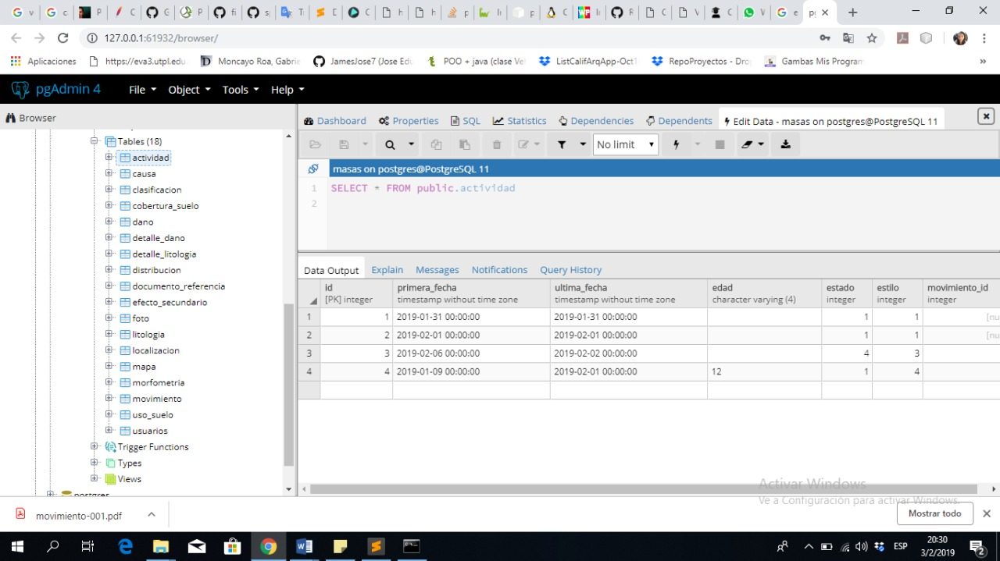 127.0.0.1:61932/browser/
Aplicaciones
https://eva3.utpl.edu.
Moncayo Roa, Gabrie
JamesJose7 (Jose Edu
POO + java (clase Vel
ListCalifArqApp-Oct1
RepoProyectos - Dro
Gambas Mis Program
»
pgAdmin 4
File
Object
Tools
Help
Browser
Dashboard
Properties
SQL
Statistics
Dependencies
Dependents
Edit Data - masas on postgres@PostgreSQL 11
Tables (18)
actividad
causa
clasificacion
cobertura_suelo
dano
detalle_dano
detalle_litologia
distribucion
documento_referencia
efecto_secundario
foto
litologia
localizacion
mapa
morfometria
movimiento
uso_suelo
usuarios
Trigger Functions
Types
Views
postgres
No limit
masas on postgres@PostgreSQL 11
1 SELECT * FROM public.actividad
2
Data Output Explain Messages Notifications Query History
id primera_fecha ultima_fecha edad estado estilo movimiento_id
[PK] integer timestamp without time zone timestamp without time zone character varying (4) integer integer integer
1 1 2019-01-31 00:00:00 2019-01-31 00:00:00 1 1 [nu
2 2 2019-02-01 00:00:00 2019-02-01 00:00:00 1 1 [nu
3 3 2019-02-06 00:00:00 2019-02-02 00:00:00 4 3
4 4 2019-01-09 00:00:00 2019-02-01 00:00:00 12 1 4
Activar Windows
Ve a Configuración para activar Windows.
movimiento-001.pdf
Mostrar todo
ESP
20:30
3/2/2019
2